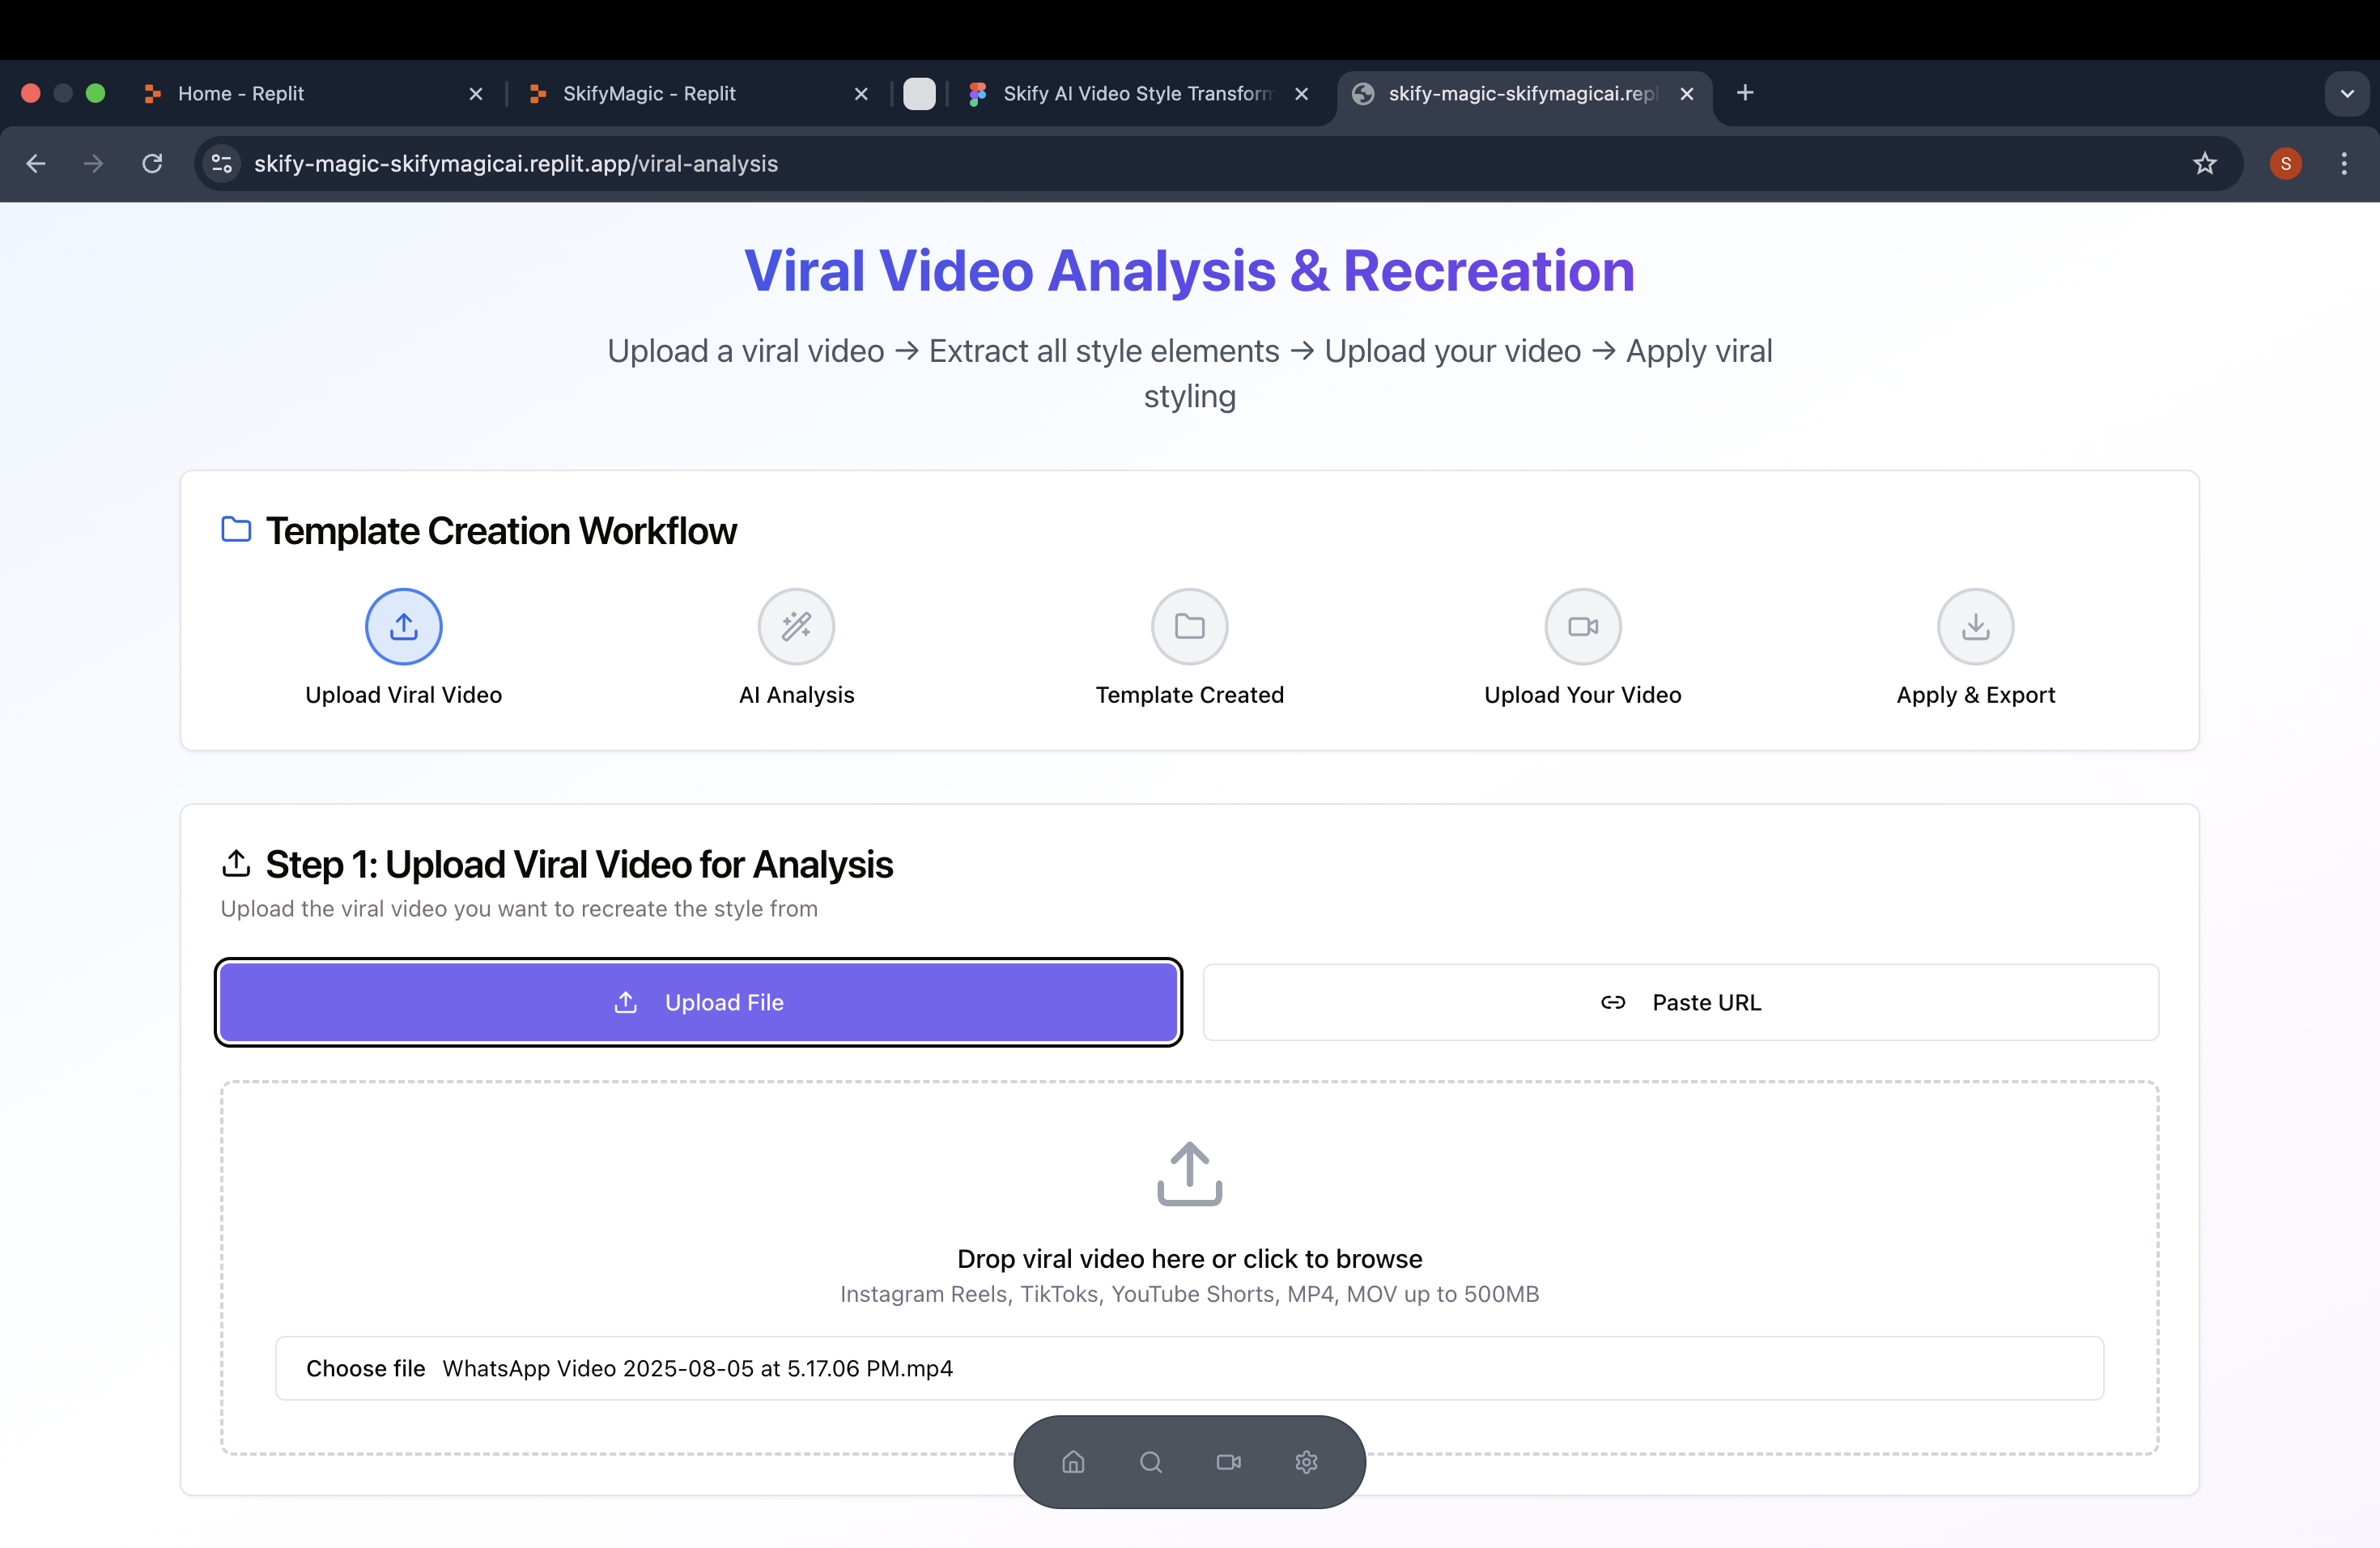 Home - Replit
SkifyMagic - Replit
Skify AI Video Style Transform
skify-magic-skifymagicai.repl
skify-magic-skifymagicai.replit.app/viral-analysis
S
Viral Video Analysis & Recreation
Upload a viral video → Extract all style elements → Upload your video → Apply viral
styling
Template Creation Workflow
Upload Viral Video
AI Analysis
Template Created
Upload Your Video
Apply & Export
Step 1: Upload Viral Video for Analysis
Upload the viral video you want to recreate the style from
Upload File
Paste URL
Drop viral video here or click to browse
Instagram Reels, TikToks, YouTube Shorts, MP4, MOV up to 500MB
Choose file WhatsApp Video 2025-08-05 at 5.17.06 PM.mp4